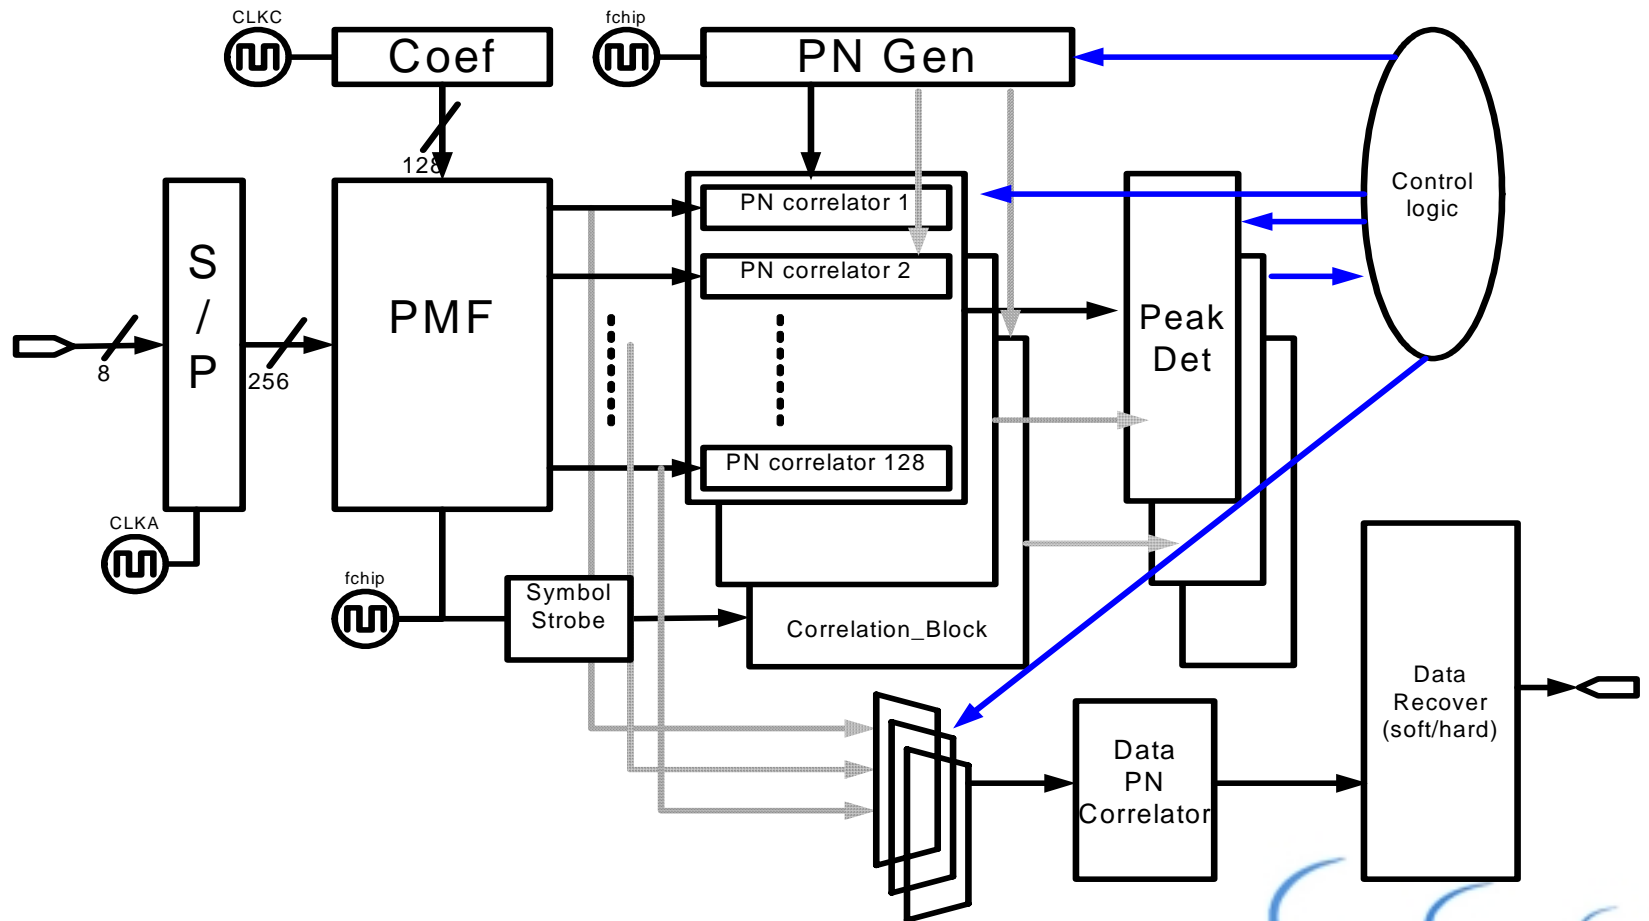 CLKC
fchip
Coef
PN Gen
128
PN correlator 1
Control
logic
S
/
P
PN correlator 2
PMF
Peak
Det
8
256
PN correlator 128
CLKA
fchip
Symbol
Strobe
Correlation_Block
Data
Recover
(soft/hard)
Data
PN
Correlator